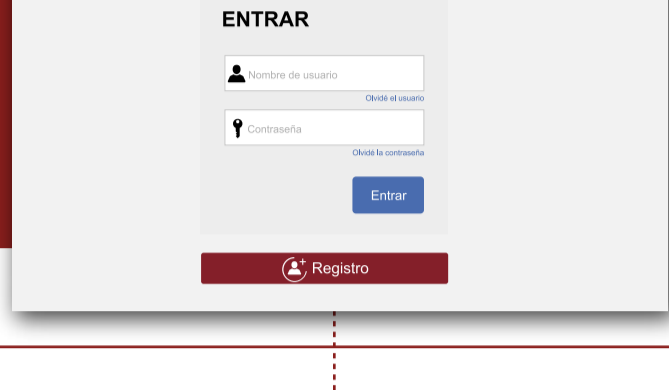 ENTRAR
Nombre de usuario
Olvidé el usuario
Contraseña
Olvidé la contraseña
Entrar
Registro